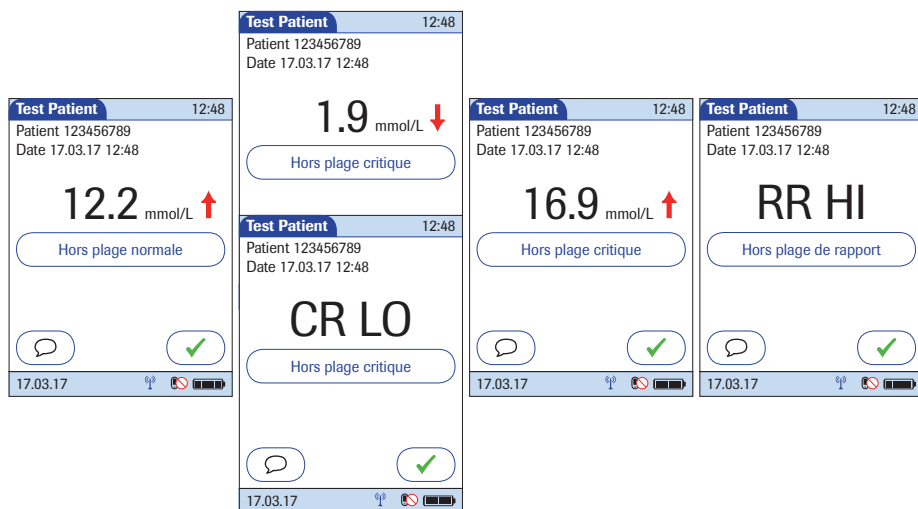 Test Patient 12:48
Patient 123456789
Date 17.03.17 12:48
12.2 mmol/L
Hors plage normale
17.03.17
Test Patient 12:48
Patient 123456789
Date 17.03.17 12:48
1.9 mmol/L
Hors plage critique
Test Patient 12:48
Patient 123456789
Date 17.03.17 12:48
CR LO
Hors plage critique
17.03.17
Test Patient 12:48
Patient 123456789
Date 17.03.17 12:48
16.9 mmol/L
Hors plage critique
17.03.17
Test Patient 12:48
Patient 123456789
Date 17.03.17 12:48
RR HI
Hors plage de rapport
17.03.17